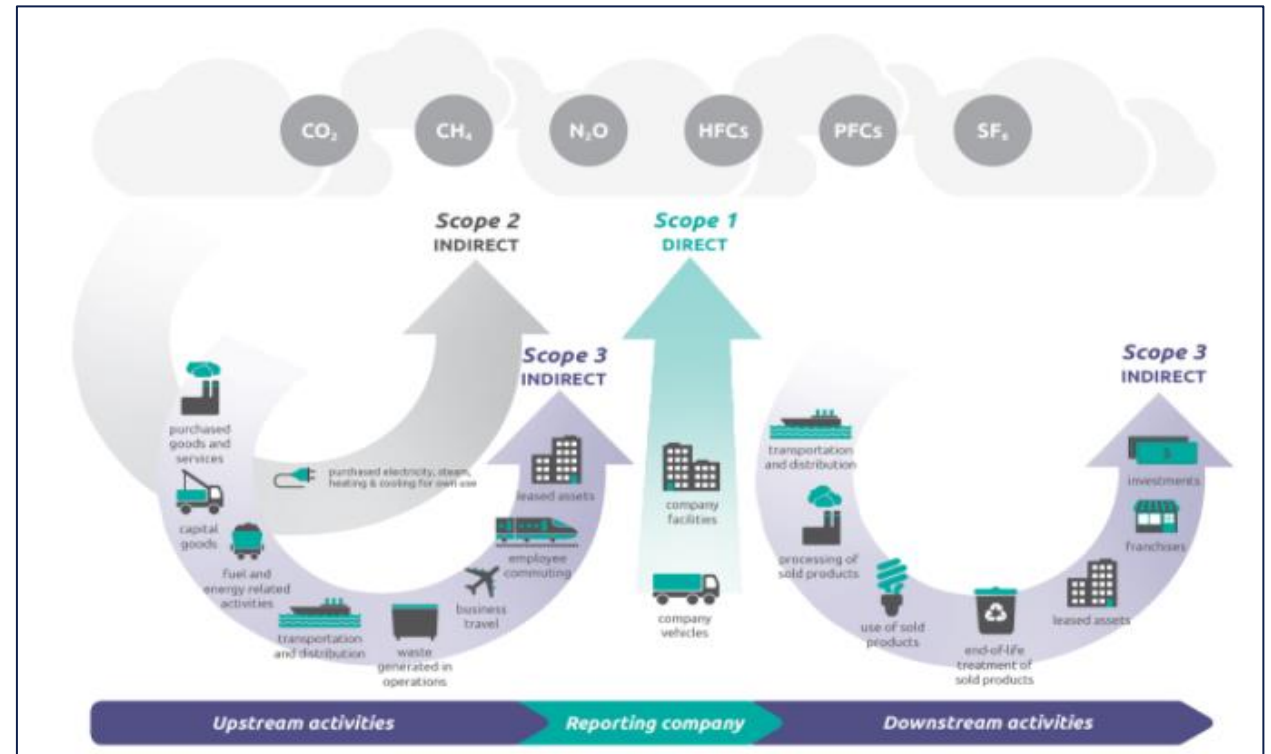 CO₂
CH₄
N₂O
HFCs
PFCs
SF₆
Scope 2
INDIRECT
Scope 1
DIRECT
Scope 3
INDIRECT
Scope 3
INDIRECT
purchased
goods and
services
capital
goods
fuel and
energy related
activities
transportation
and distribution
waste
generated in
operations
business
travel
employee
commuting
leased assets
purchased electricity, steam,
heating & cooling for own use
company
facilities
company
vehicles
transportation
and distribution
processing of
sold products
use of sold
products
end-of-life
treatment of
sold products
leased assets
franchises
investments
Upstream activities
Reporting company
Downstream activities